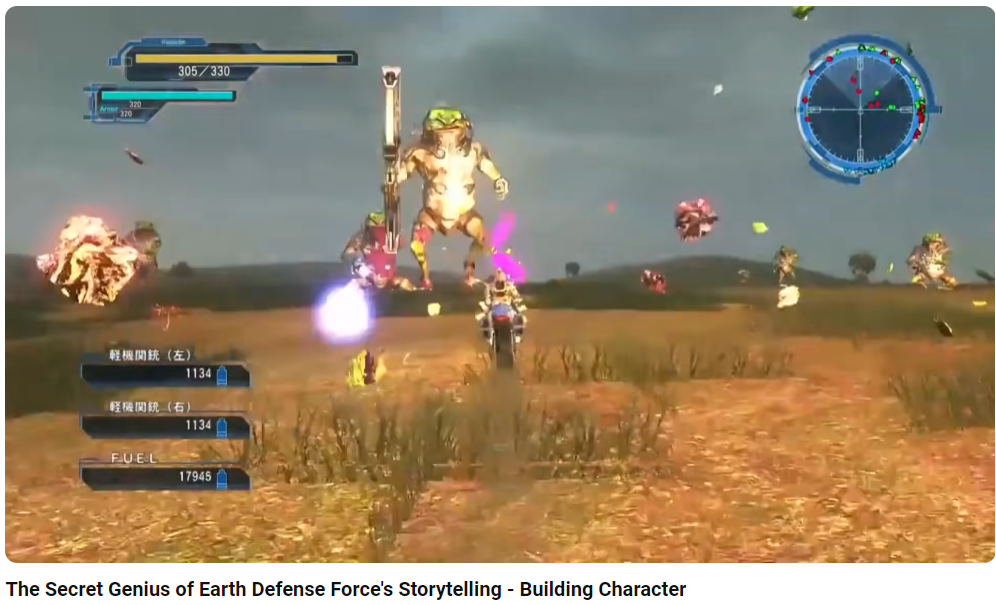 305/330
Armor
320
320
軽機関銃（左）
1134
軽機関銃（右）
1134
FUEL
17945
The Secret Genius of Earth Defense Force's Storytelling - Building Character